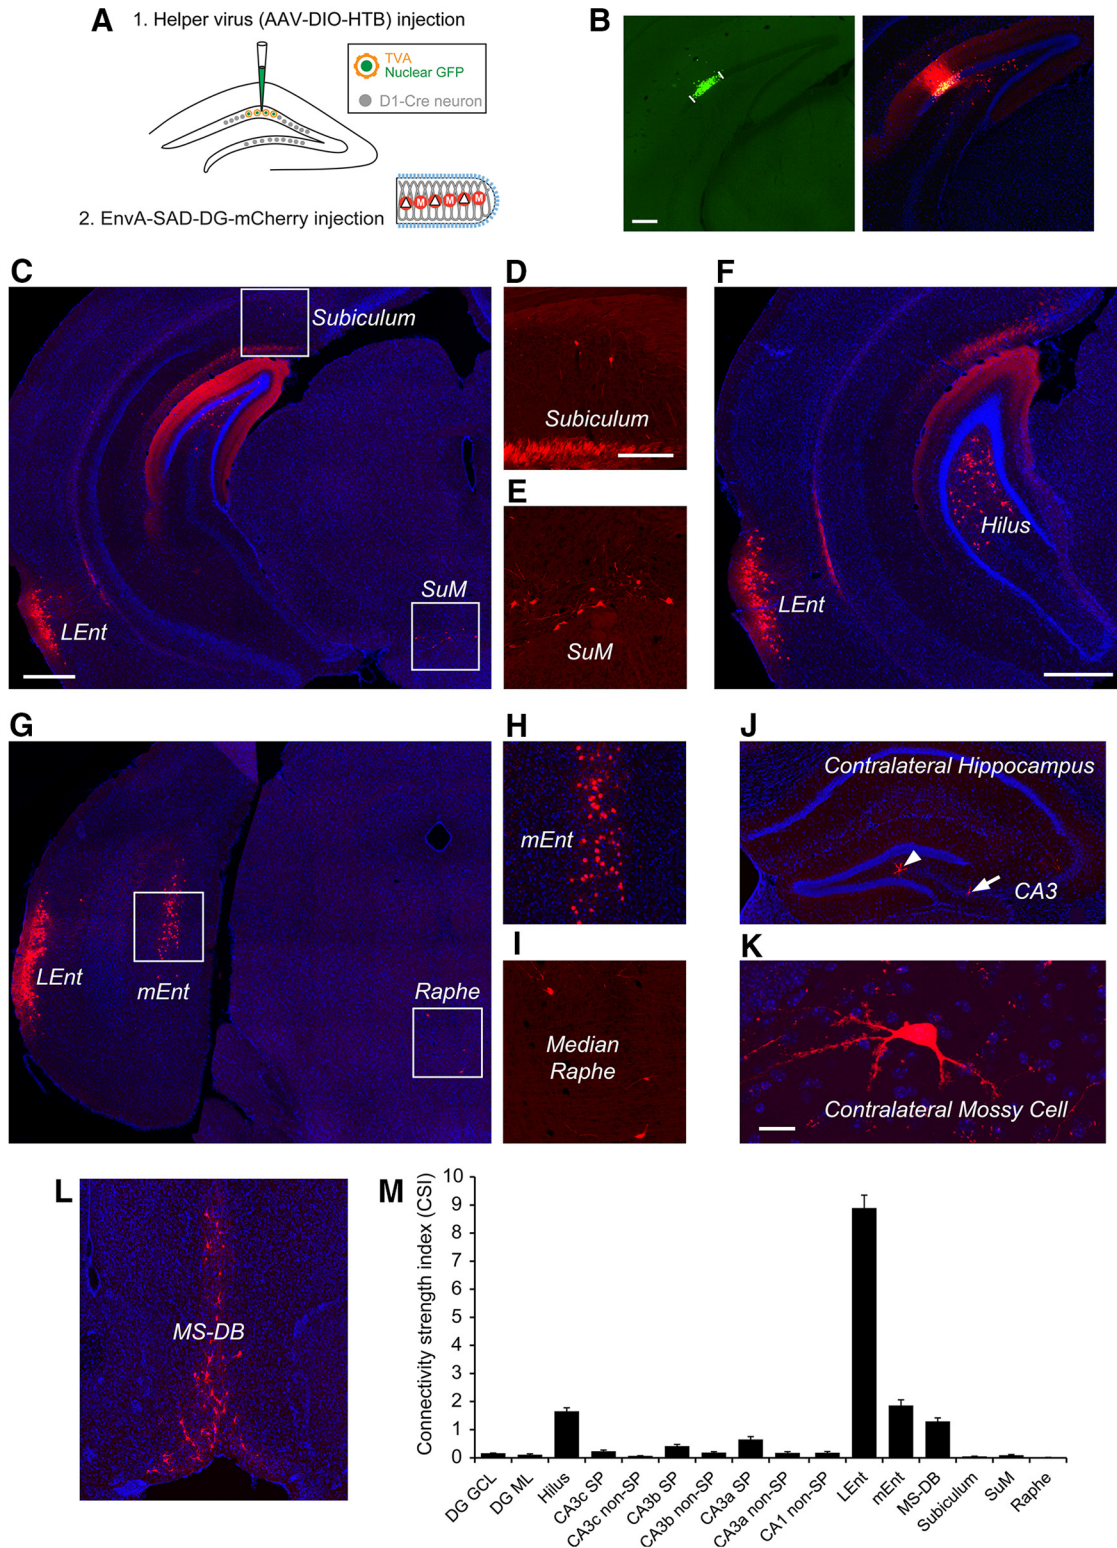 A
1. Helper virus (AAV-DIO-HTB) injection
TVA
Nuclear GFP
D1-Cre neuron
M M M
2. EnvA-SAD-DG-mCherry injection
B
C
Subiculum
LEnt
SuM
D
Subiculum
E
SuM
F
Hilus
LEnt
G
LEnt
mEnt
Raphe
H
mEnt
I
Median
Raphe
J
Contralateral Hippocampus
CA3
K
Contralateral Mossy Cell
L
MS-DB
M
Connectivity strength index (CSI)
10
9
8
7
6
5
4
3
2
1
0
DG GCL
DG ML
Hilus
CA3c SP
CA3c non-SP
CA3b SP
CA3b non-SP
CA3a SP
CA3a non-SP
CA1 non-SP
LEnt
mEnt
MS-DB
Subiculum
SuM
Raphe